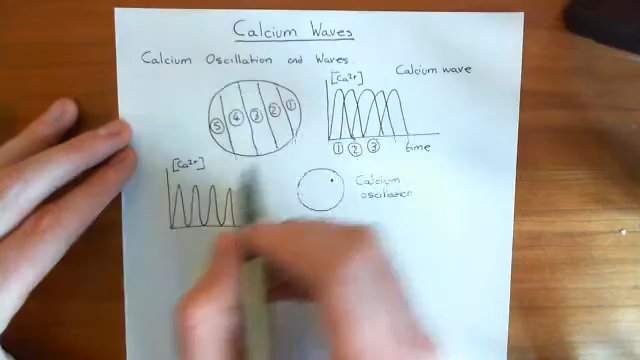 Calcium Waves
Calcium Oscillation and Waves.
[Ca²⁺]
Calcium wave
⑤ ④ ③ ② ①
① ② ③
time
[Ca²⁺]
Calcium
oscillation